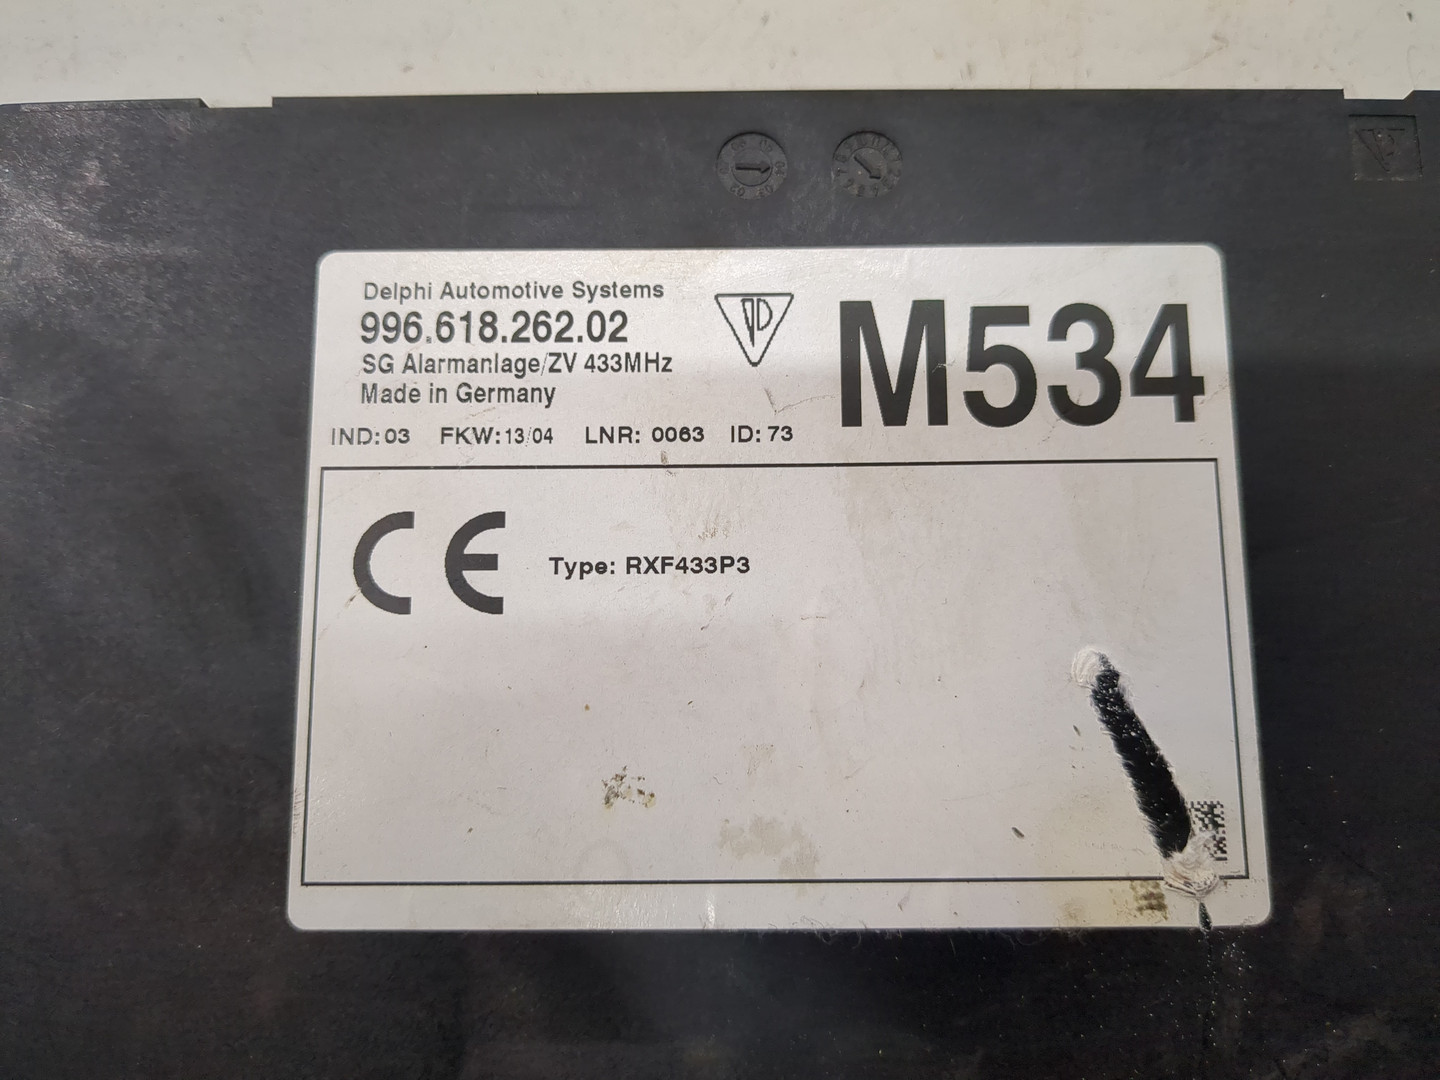 Delphi Automotive Systems
996.618.262.02
SG Alarmanlage/ZV 433MHz
Made in Germany
M534
IND: 03 FKW: 13/04 LNR: 0063 ID: 73
CE Type: RXF433P3